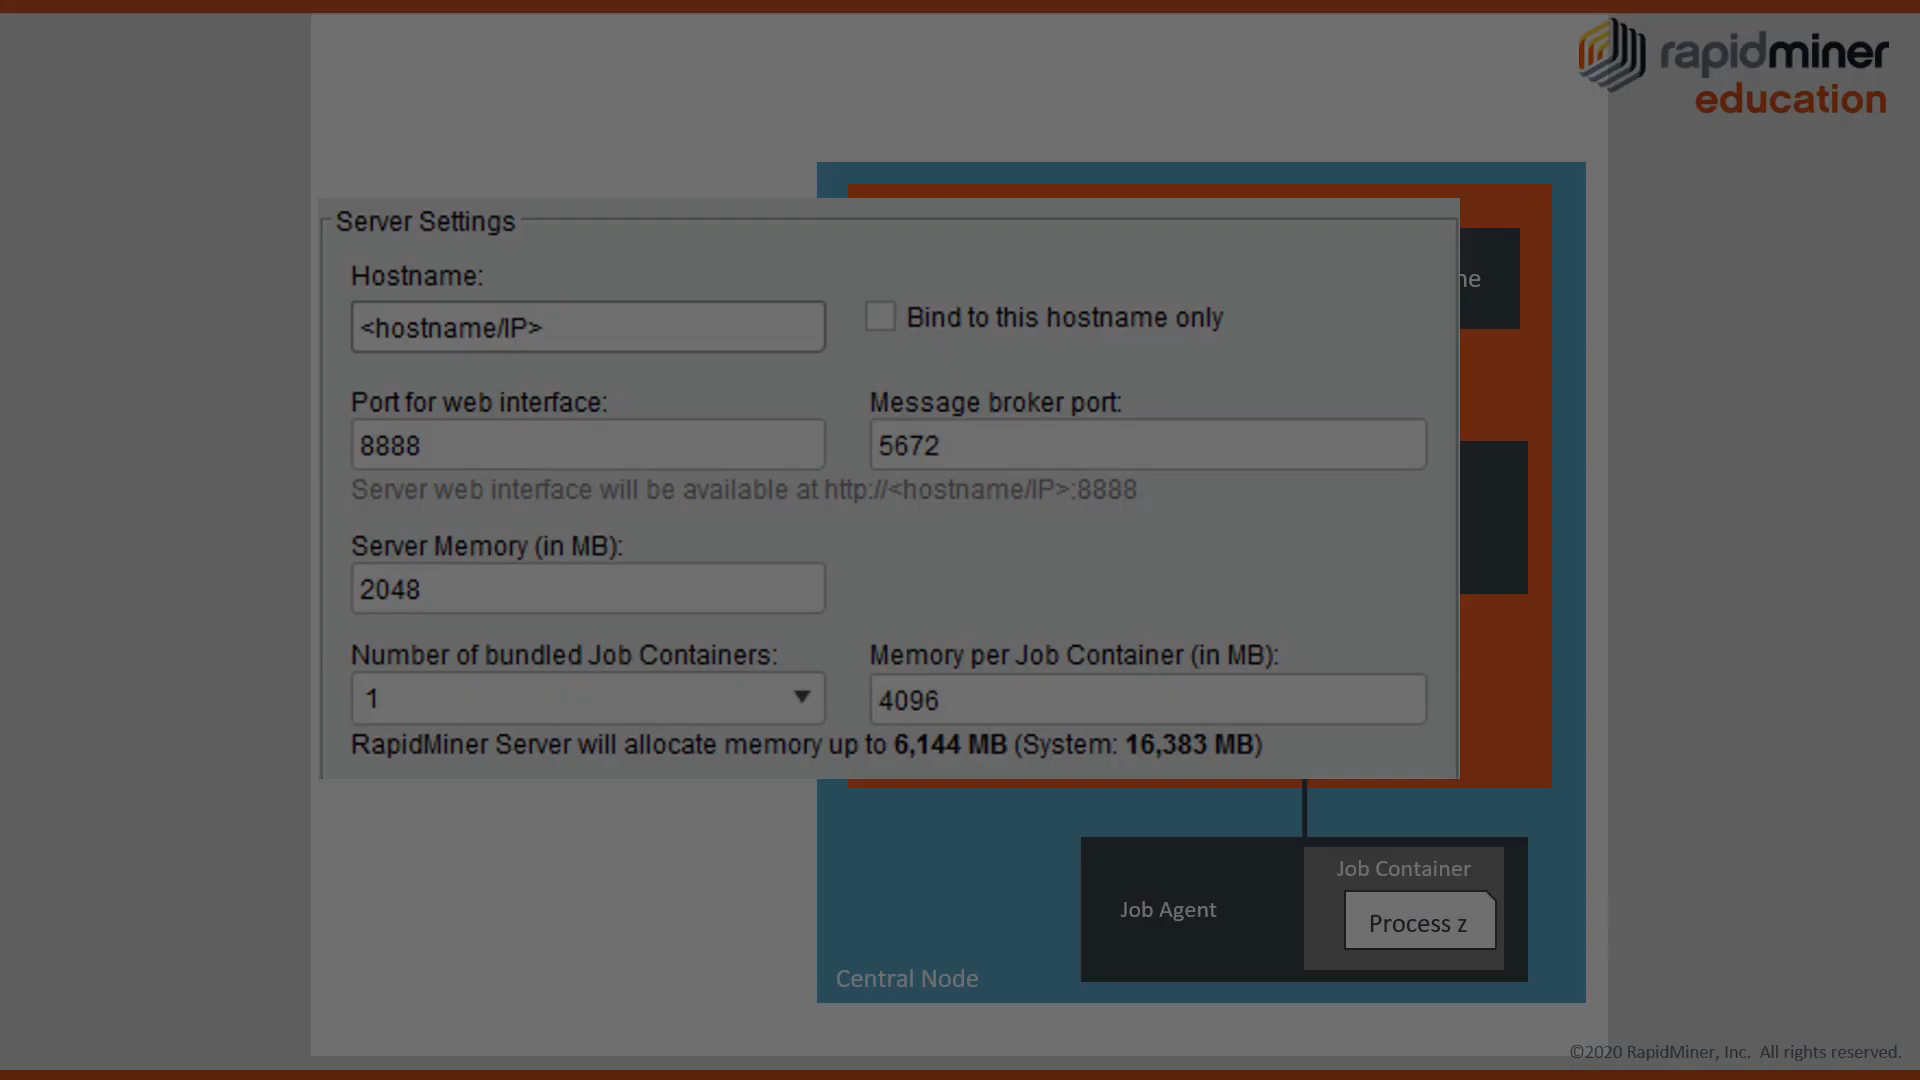 rapidminer
education
Server Settings
Hostname:
<hostname/IP>
Bind to this hostname only
Port for web interface:
Message broker port:
8888
5672
Server web interface will be available at http://<hostname/IP>:8888
Server Memory (in MB):
2048
Number of bundled Job Containers:
Memory per Job Container (in MB):
1
4096
RapidMiner Server will allocate memory up to 6,144 MB (System: 16,383 MB)
Job Container
Job Agent
Process z
Central Node
©2020 RapidMiner, Inc. All rights reserved.